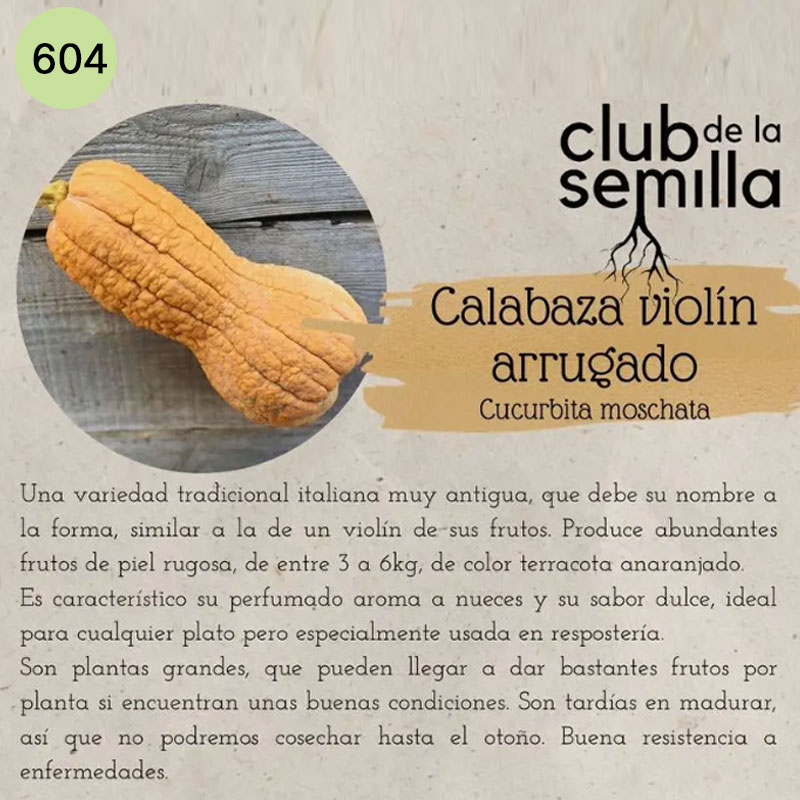 604
club de la
semilla
Calabaza violín
arrugado
Cucurbita moschata
Una variedad tradicional italiana muy antigua, que debe su nombre a
la forma, similar a la de un violín de sus frutos. Produce abundantes
frutos de piel rugosa, de entre 3 a 6kg, de color terracota anaranjado.
Es característico su perfumado aroma a nueces y su sabor dulce, ideal
para cualquier plato pero especialmente usada en respostería.
Son plantas grandes, que pueden llegar a dar bastantes frutos por
planta si encuentran unas buenas condiciones. Son tardías en madurar,
así que no podremos cosechar hasta el otoño. Buena resistencia a
enfermedades.